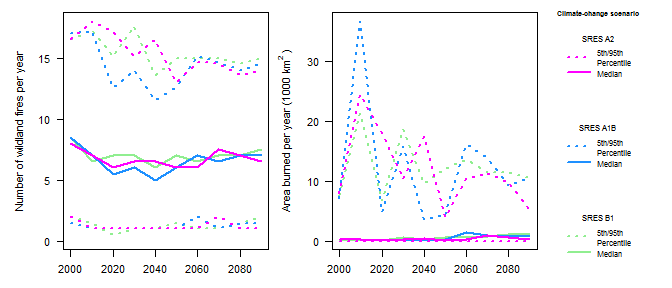 Climate-change scenario
Number of wildland fires per year
15
10
5
0
2000 2020 2040 2060 2080
Area burned per year (1000 km²)
30
20
10
0
2000 2020 2040 2060 2080
SRES A2
5th/95th
Percentile
Median
SRES A1B
5th/95th
Percentile
Median
SRES B1
5th/95th
Percentile
Median